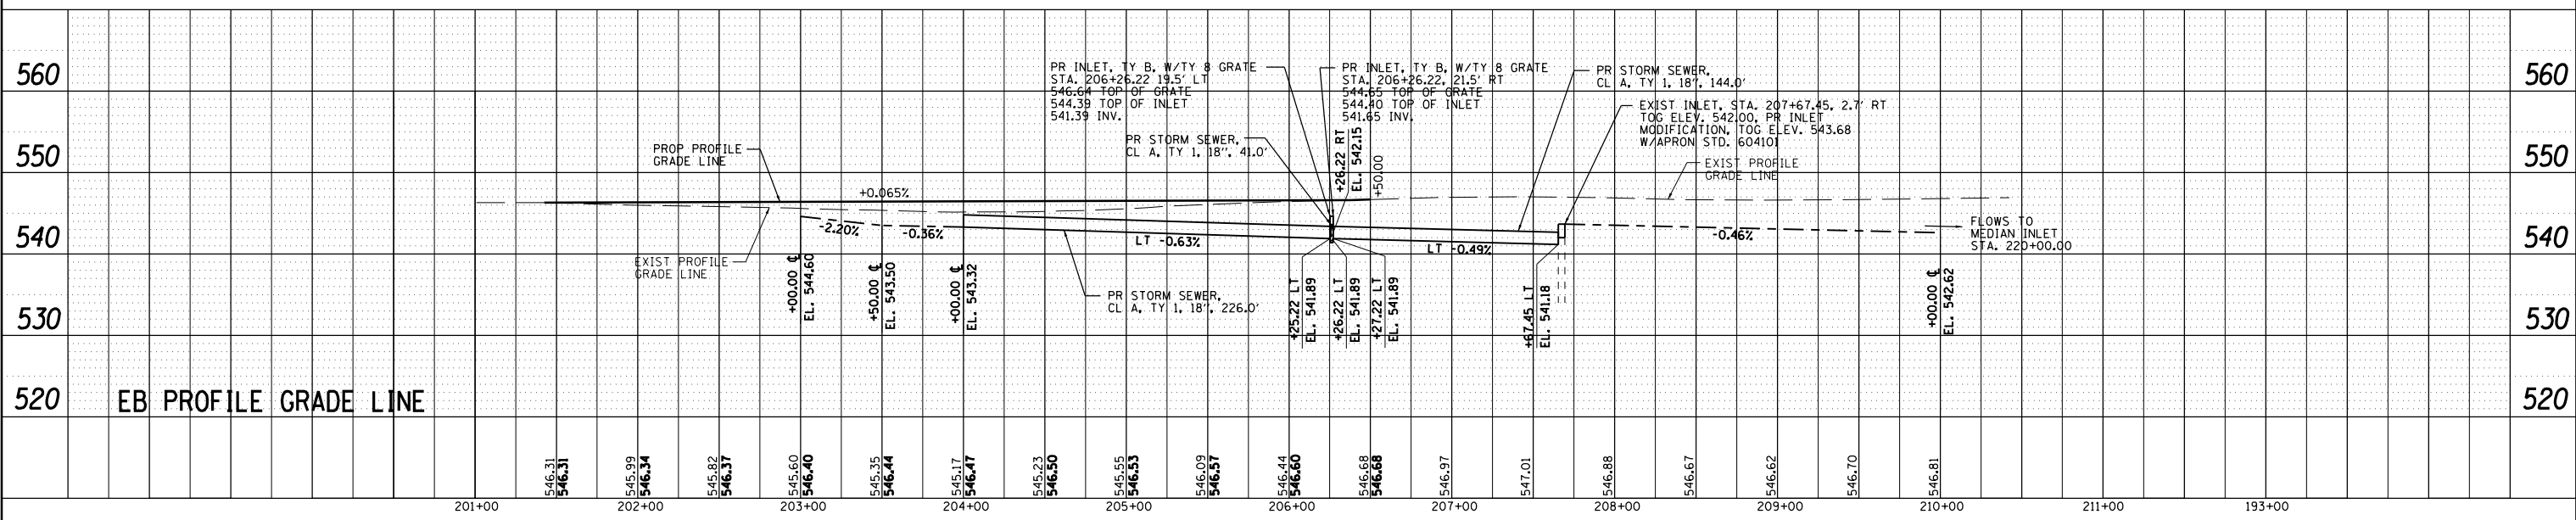 560
560
550
550
540
540
530
530
520
520
EB PROFILE GRADE LINE
PR INLET, TY B, W/TY 8 GRATE
STA. 206+26.22 19.5' LT
546.64 TOP OF GRATE
544.39 TOP OF INLET
541.39 INV.
PR INLET, TY B, W/TY 8 GRATE
STA. 206+26.22, 21.5' RT
544.65 TOP OF GRATE
544.40 TOP OF INLET
541.65 INV.
PR STORM SEWER,
CL A, TY 1, 18", 144.0'
EXIST INLET, STA. 207+67.45, 2.7' RT
TOG ELEV. 542.00, PR INLET
MODIFICATION, TOG ELEV. 543.68
W/APRON STD. 604101
PR STORM SEWER,
CL A, TY 1, 18", 41.0'
PROP PROFILE
GRADE LINE
EXIST PROFILE
GRADE LINE
+26.22 RT
EL. 542.15
+50.00
+0.065%
-2.20%
-0.36%
LT -0.63%
LT -0.49%
-0.46%
FLOWS TO
MEDIAN INLET
STA. 220+00.00
EXIST PROFILE
GRADE LINE
PR STORM SEWER,
CL A, TY 1, 18", 226.0'
+00.00 ℄
EL. 544.60
+50.00 ℄
EL. 543.50
+00.00 ℄
EL. 543.32
+25.22 LT
EL. 541.89
+26.22 LT
EL. 541.89
+27.22 LT
EL. 541.89
+67.45 LT
EL. 541.18
+00.00 ℄
EL. 542.62
546.31
546.31
545.99
546.34
545.82
546.37
545.60
546.40
545.35
546.44
545.17
546.47
545.23
546.50
545.55
546.53
546.09
546.57
546.44
546.60
546.68
546.68
546.97
547.01
546.88
546.67
546.62
546.70
546.81
201+00
202+00
203+00
204+00
205+00
206+00
207+00
208+00
209+00
210+00
211+00
193+00